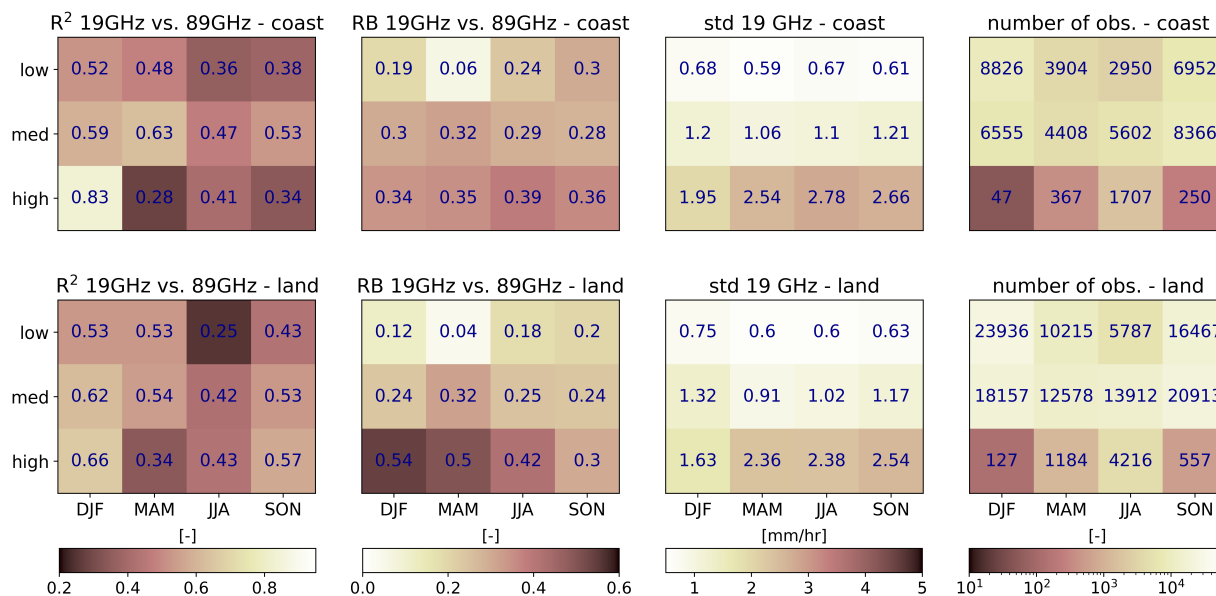 R² 19GHz vs. 89GHz - coast
RB 19GHz vs. 89GHz - coast
std 19 GHz - coast
number of obs. - coast
low 0.52 0.48 0.36 0.38 0.19 0.06 0.24 0.3 0.68 0.59 0.67 0.61 8826 3904 2950 6952
med 0.59 0.63 0.47 0.53 0.3 0.32 0.29 0.28 1.2 1.06 1.1 1.21 6555 4408 5602 8366
high 0.83 0.28 0.41 0.34 0.34 0.35 0.39 0.36 1.95 2.54 2.78 2.66 47 367 1707 250
R² 19GHz vs. 89GHz - land
RB 19GHz vs. 89GHz - land
std 19 GHz - land
number of obs. - land
low 0.53 0.53 0.25 0.43 0.12 0.04 0.18 0.2 0.75 0.6 0.6 0.63 23936 10215 5787 16467
med 0.62 0.54 0.42 0.53 0.24 0.32 0.25 0.24 1.32 0.91 1.02 1.17 18157 12578 13912 20913
high 0.66 0.34 0.43 0.57 0.54 0.5 0.42 0.3 1.63 2.36 2.38 2.54 127 1184 4216 557
DJF MAM JJA SON DJF MAM JJA SON DJF MAM JJA SON DJF MAM JJA SON
[-] [-] [mm/hr] [-]
0.2 0.4 0.6 0.8 0.0 0.2 0.4 0.6 1 2 3 4 5 10¹ 10² 10³ 10⁴